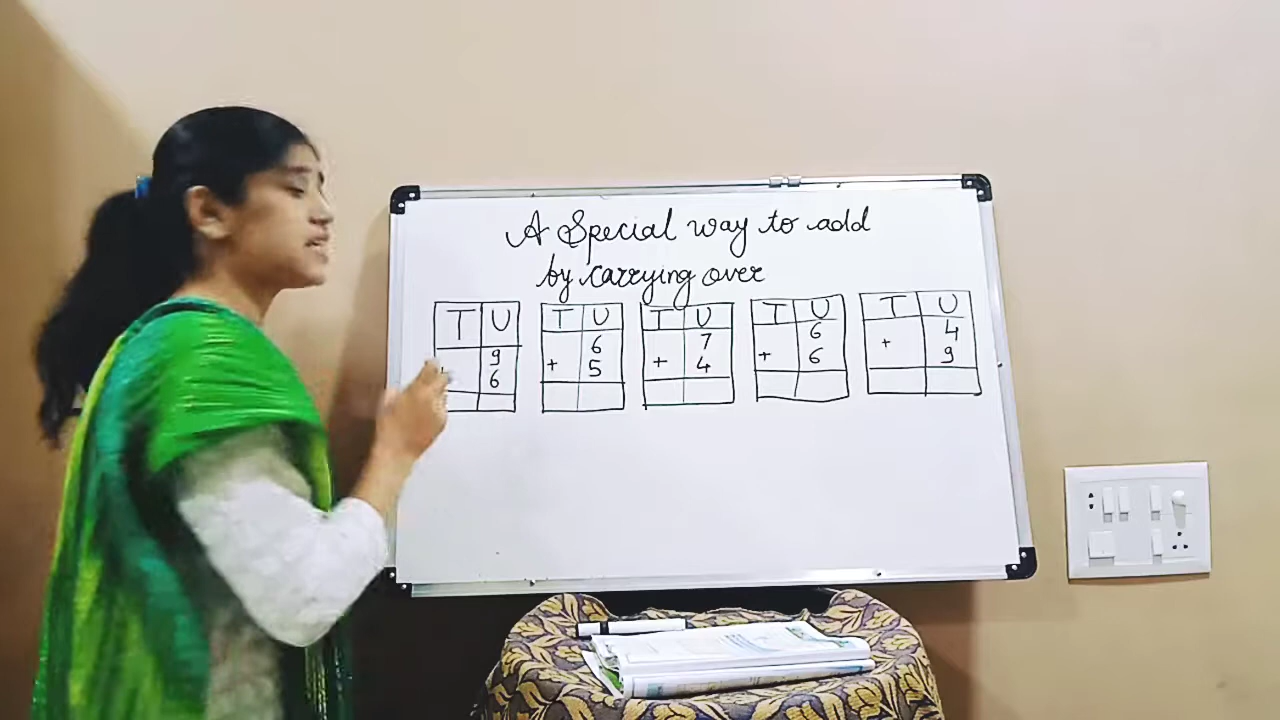 A Special way to add
by carrying over
T U T U T U T U T U
9 6 7 6 4
+ 6 + 5 + 4 + 6 + 9